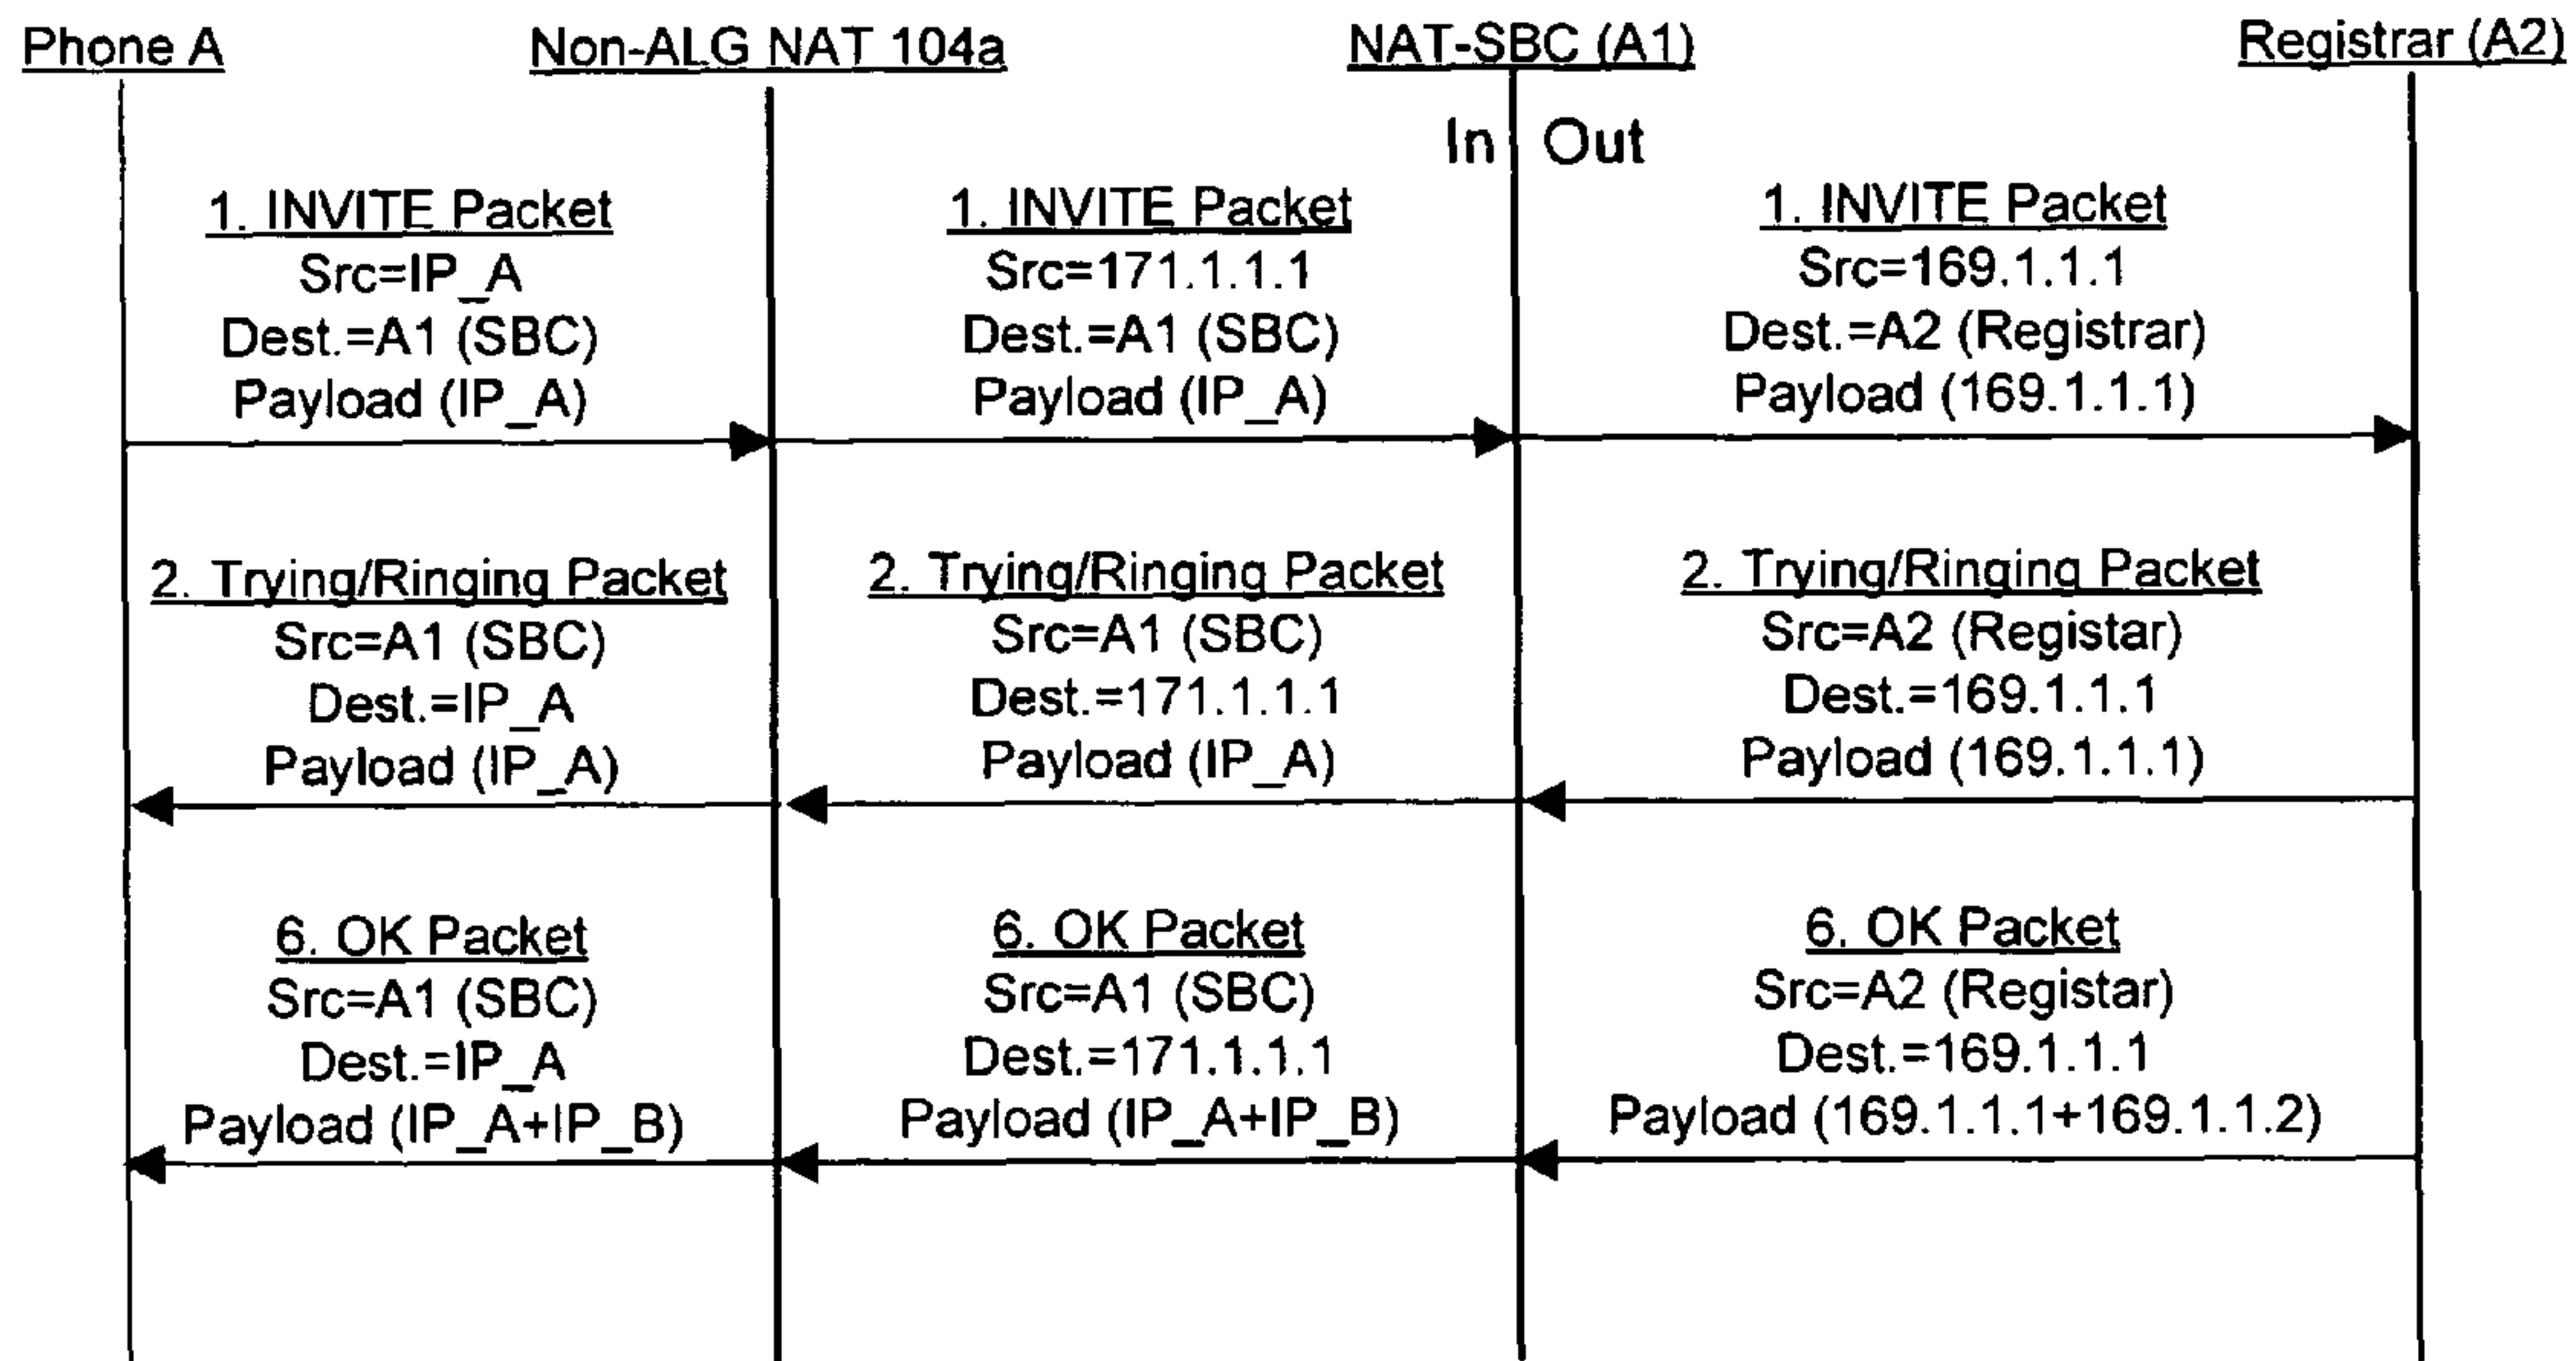 Phone A
Non-ALG NAT 104a
NAT-SBC (A1)
Registrar (A2)
In
Out
1. INVITE Packet
Src=IP_A
Dest.=A1 (SBC)
Payload (IP_A)
1. INVITE Packet
Src=171.1.1.1
Dest.=A1 (SBC)
Payload (IP_A)
1. INVITE Packet
Src=169.1.1.1
Dest.=A2 (Registrar)
Payload (169.1.1.1)
2. Trying/Ringing Packet
Src=A1 (SBC)
Dest.=IP_A
Payload (IP_A)
2. Trying/Ringing Packet
Src=A1 (SBC)
Dest.=171.1.1.1
Payload (IP_A)
2. Trying/Ringing Packet
Src=A2 (Registar)
Dest.=169.1.1.1
Payload (169.1.1.1)
6. OK Packet
Src=A1 (SBC)
Dest.=IP_A
Payload (IP_A+IP_B)
6. OK Packet
Src=A1 (SBC)
Dest.=171.1.1.1
Payload (IP_A+IP_B)
6. OK Packet
Src=A2 (Registar)
Dest.=169.1.1.1
Payload (169.1.1.1+169.1.1.2)